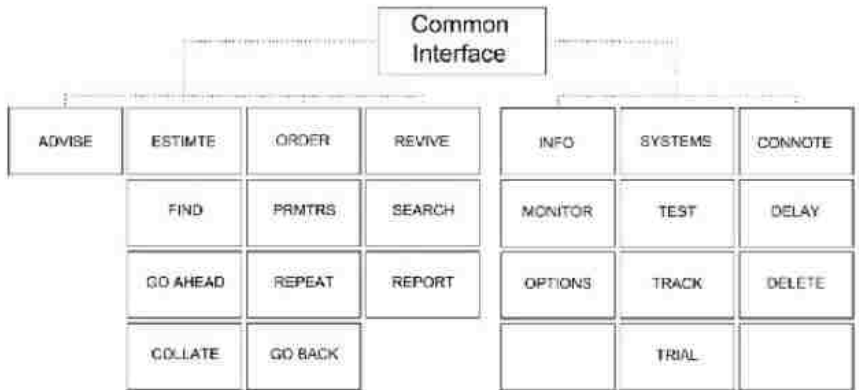 Common
Interface
ADVISE ESTIMTE ORDER REVIVE INFO SYSTEMS CONNOTE
FIND PRMTRS SEARCH MONITOR TEST DELAY
GO AHEAD REPEAT REPORT OPTIONS TRACK DELETE
COLLATE GO BACK TRIAL